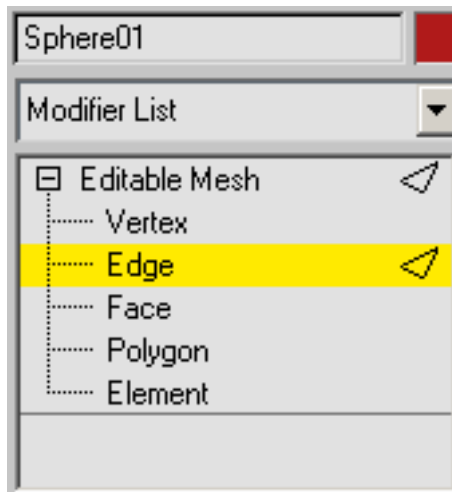 Sphere01
Modifier List
Editable Mesh
Vertex
Edge
Face
Polygon
Element